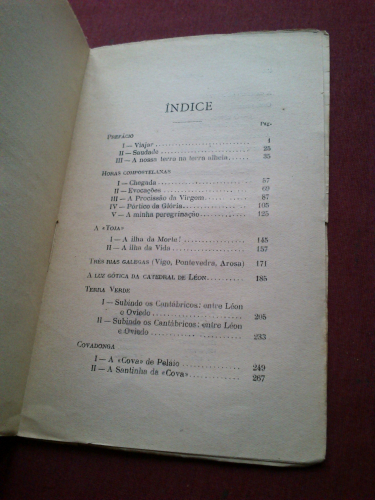 ÍNDICE
Pág.
PREFÁCIO
I — Viajar 1
II — Saudade 25
III — A nossa terra na terra alheia 35
HORAS COMPOSTELANAS
I — Chegada 57
II — Evocações 69
III — A Procissão da Virgem 87
IV — Pórtico da Glória 105
V — A minha peregrinação 125
A «TOJA»
I — A ilha da Morte! 145
II — A ilha da Vida 157
TRÊS RIAS GALEGAS (Vigo, Pontevedra, Arosa) 171
A LUZ GÓTICA DA CATEDRAL DE LÉON 185
TERRA VERDE
I — Subindo os Cantábricos: entre Léon
e Oviedo 205
II — Subindo os Cantábricos: entre Léon
e Oviedo 233
COVADONGA
I — A «Cova» de Pelaio 249
II — A Santinha da «Cova» 267